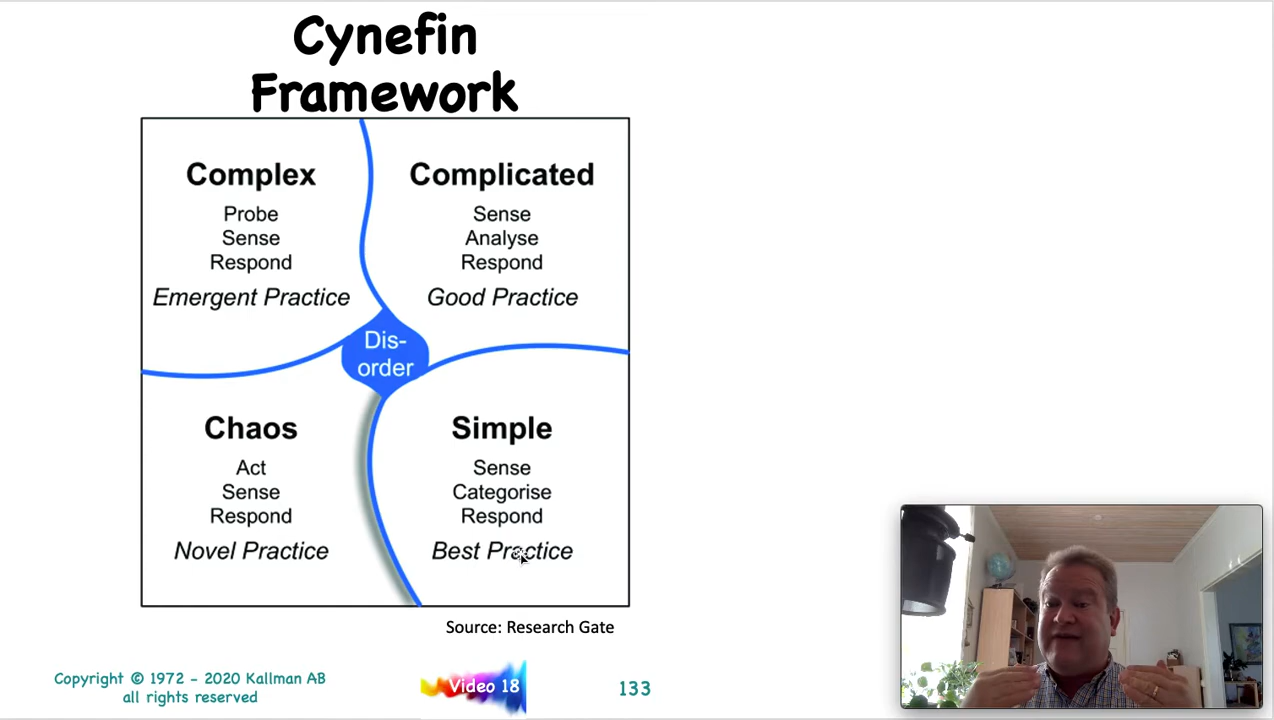 Cynefin
Framework
Complex
Probe
Sense
Respond
Emergent Practice
Complicated
Sense
Analyse
Respond
Good Practice
Dis-
order
Chaos
Act
Sense
Respond
Novel Practice
Simple
Sense
Categorise
Respond
Best Practice
Source: Research Gate
Copyright © 1972 - 2020 Kallman AB
all rights reserved
Video 18
133